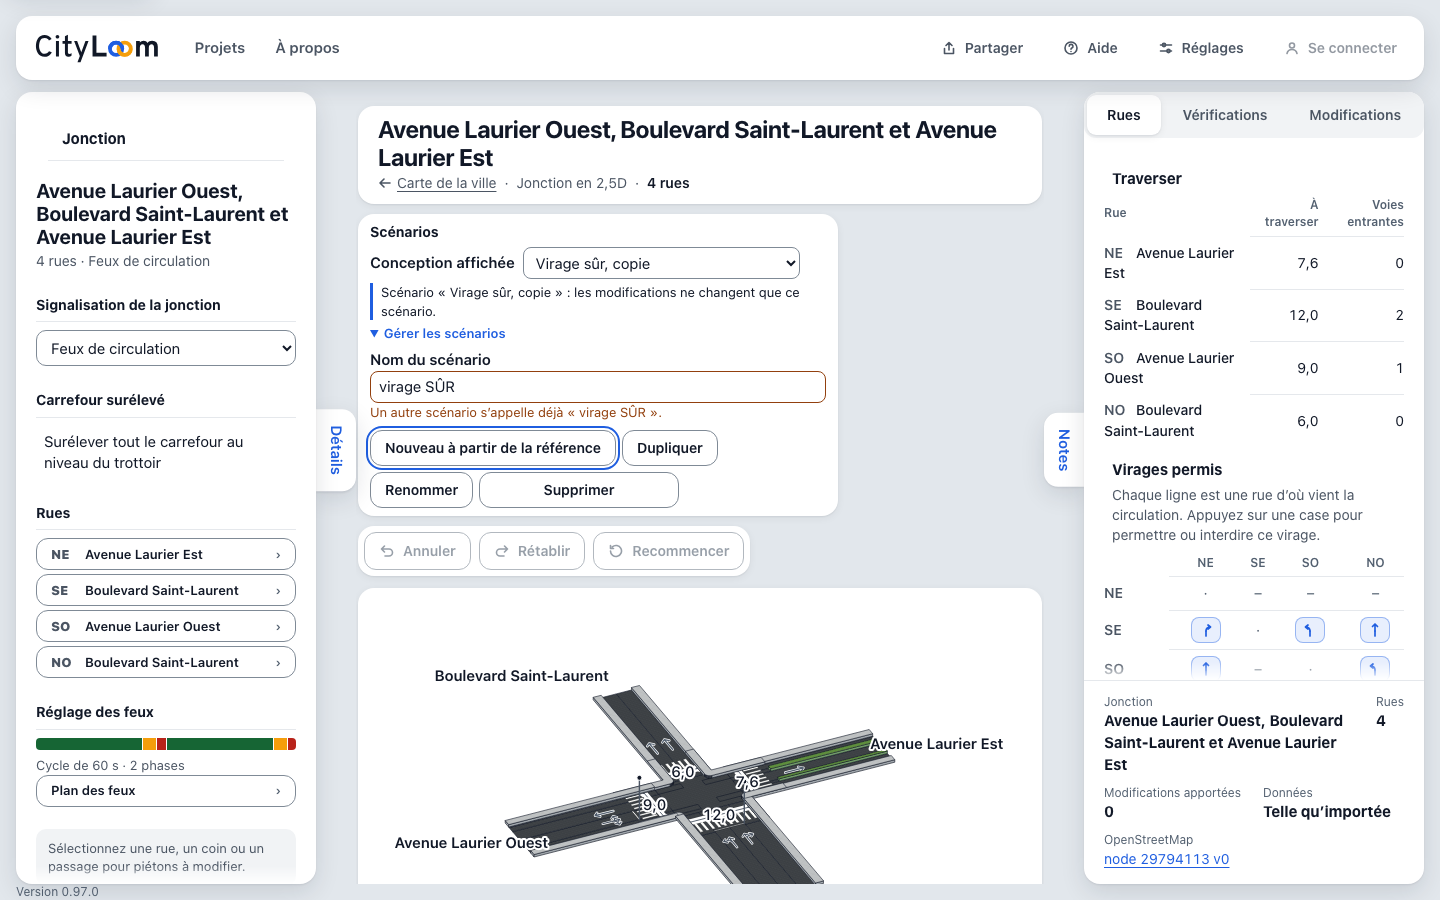 CityLoom
Projets
À propos
Partager
Aide
Réglages
Se connecter
Jonction
Avenue Laurier Ouest,
Boulevard Saint-Laurent et
Avenue Laurier Est
4 rues · Feux de circulation
Signalisation de la jonction
Feux de circulation
Carrefour surélevé
Surélever tout le carrefour au
niveau du trottoir
Rues
NE Avenue Laurier Est ›
SE Boulevard Saint-Laurent ›
SO Avenue Laurier Ouest ›
NO Boulevard Saint-Laurent ›
Réglage des feux
Cycle de 60 s · 2 phases
Plan des feux ›
Sélectionnez une rue, un coin ou un
passage pour piétons à modifier.
Version 0.97.0
Détails
Avenue Laurier Ouest, Boulevard Saint-Laurent et Avenue
Laurier Est
← Carte de la ville · Jonction en 2,5D · 4 rues
Scénarios
Conception affichée Virage sûr, copie
Scénario « Virage sûr, copie » : les modifications ne changent que ce
scénario.
▼ Gérer les scénarios
Nom du scénario
virage SÛR
Un autre scénario s’appelle déjà « virage SÛR ».
Nouveau à partir de la référence
Dupliquer
Renommer
Supprimer
Annuler
Rétablir
Recommencer
Boulevard Saint-Laurent
Avenue Laurier Est
6,0
7,6
9,0
12,0
Avenue Laurier Ouest
Notes
Rues
Vérifications
Modifications
Traverser
Rue À traverser Voies entrantes
NE Avenue Laurier Est 7,6 0
SE Boulevard Saint-Laurent 12,0 2
SO Avenue Laurier Ouest 9,0 1
NO Boulevard Saint-Laurent 6,0 0
Virages permis
Chaque ligne est une rue d’où vient la
circulation. Appuyez sur une case pour
permettre ou interdire ce virage.
NE SE SO NO
NE · – – –
SE ·
SO – ·
Jonction
Avenue Laurier Ouest, Boulevard
Saint-Laurent et Avenue Laurier
Est
Rues
4
Modifications apportées
0
Données
Telle qu’importée
OpenStreetMap
node 29794113 v0